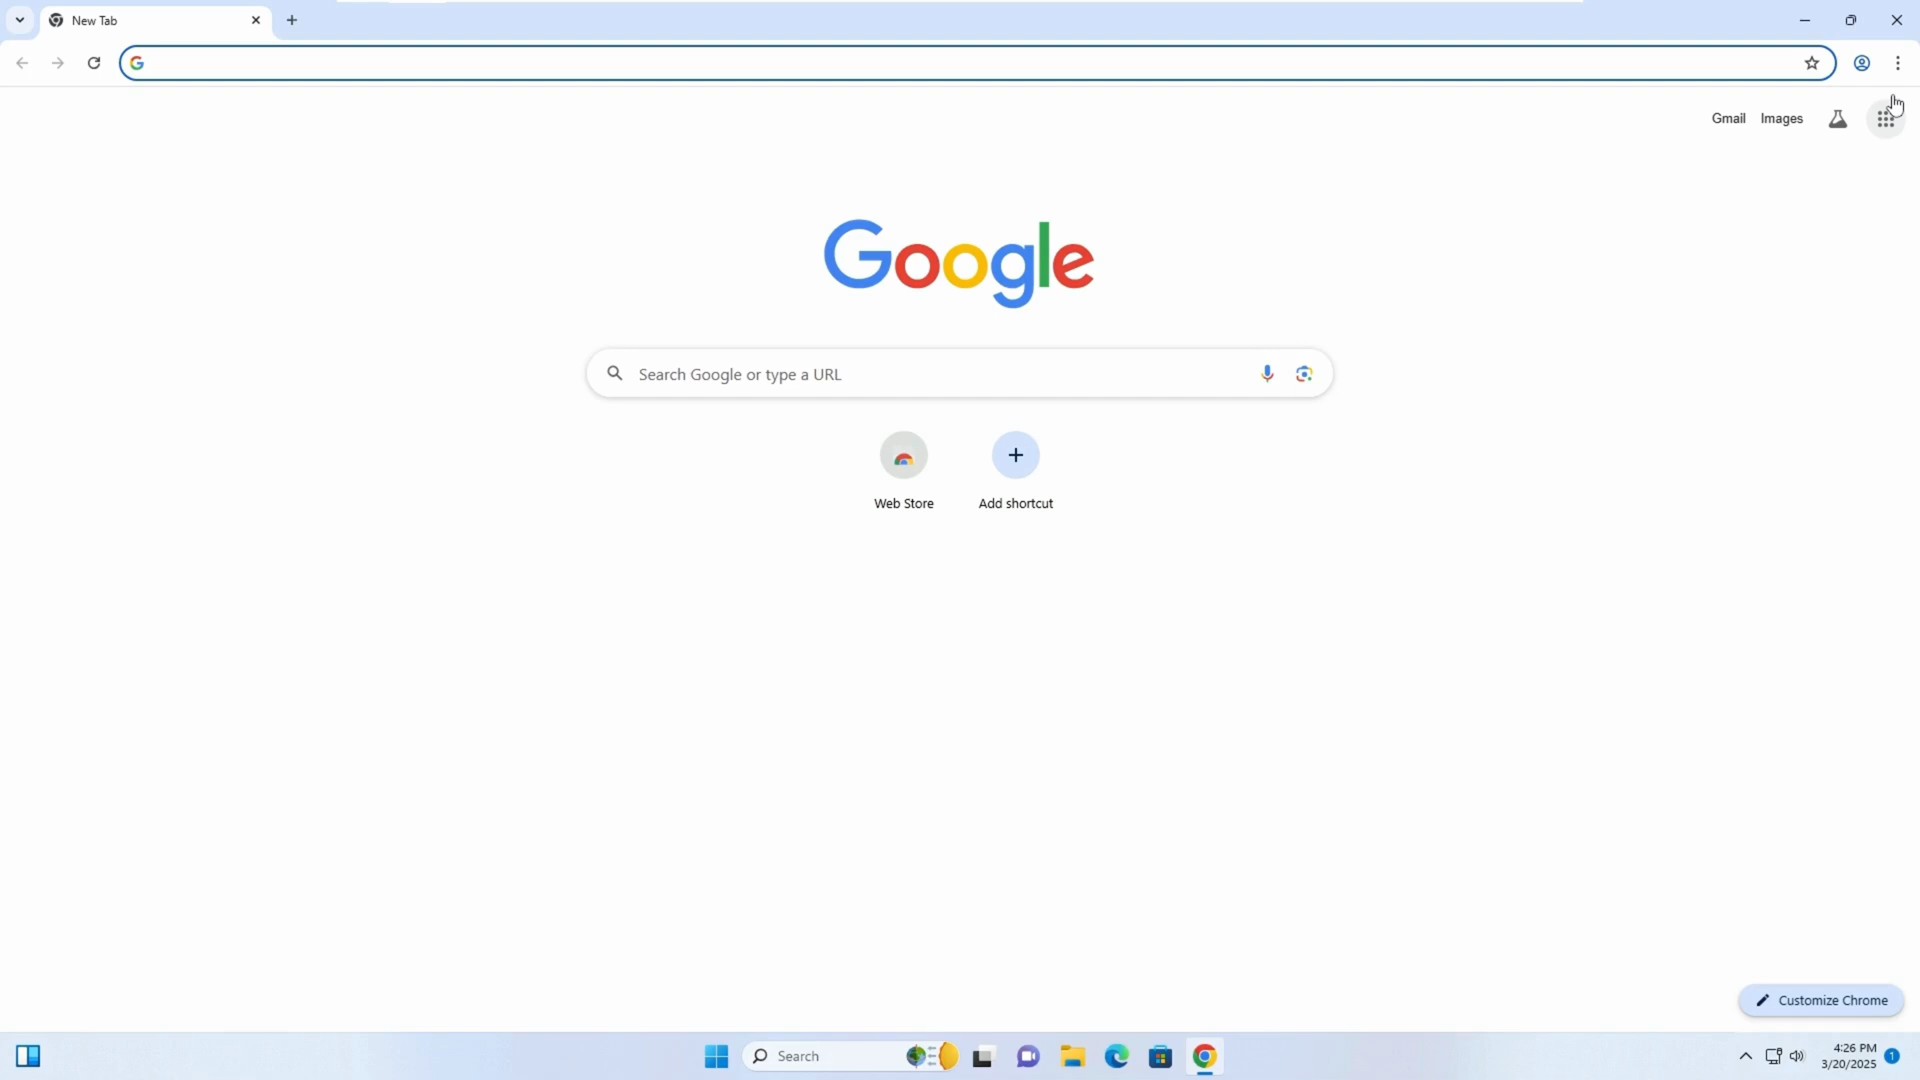 New Tab
Gmail Images
Google
Search Google or type a URL
Web Store Add shortcut
Customize Chrome
Search
4:26 PM
3/20/2025
1